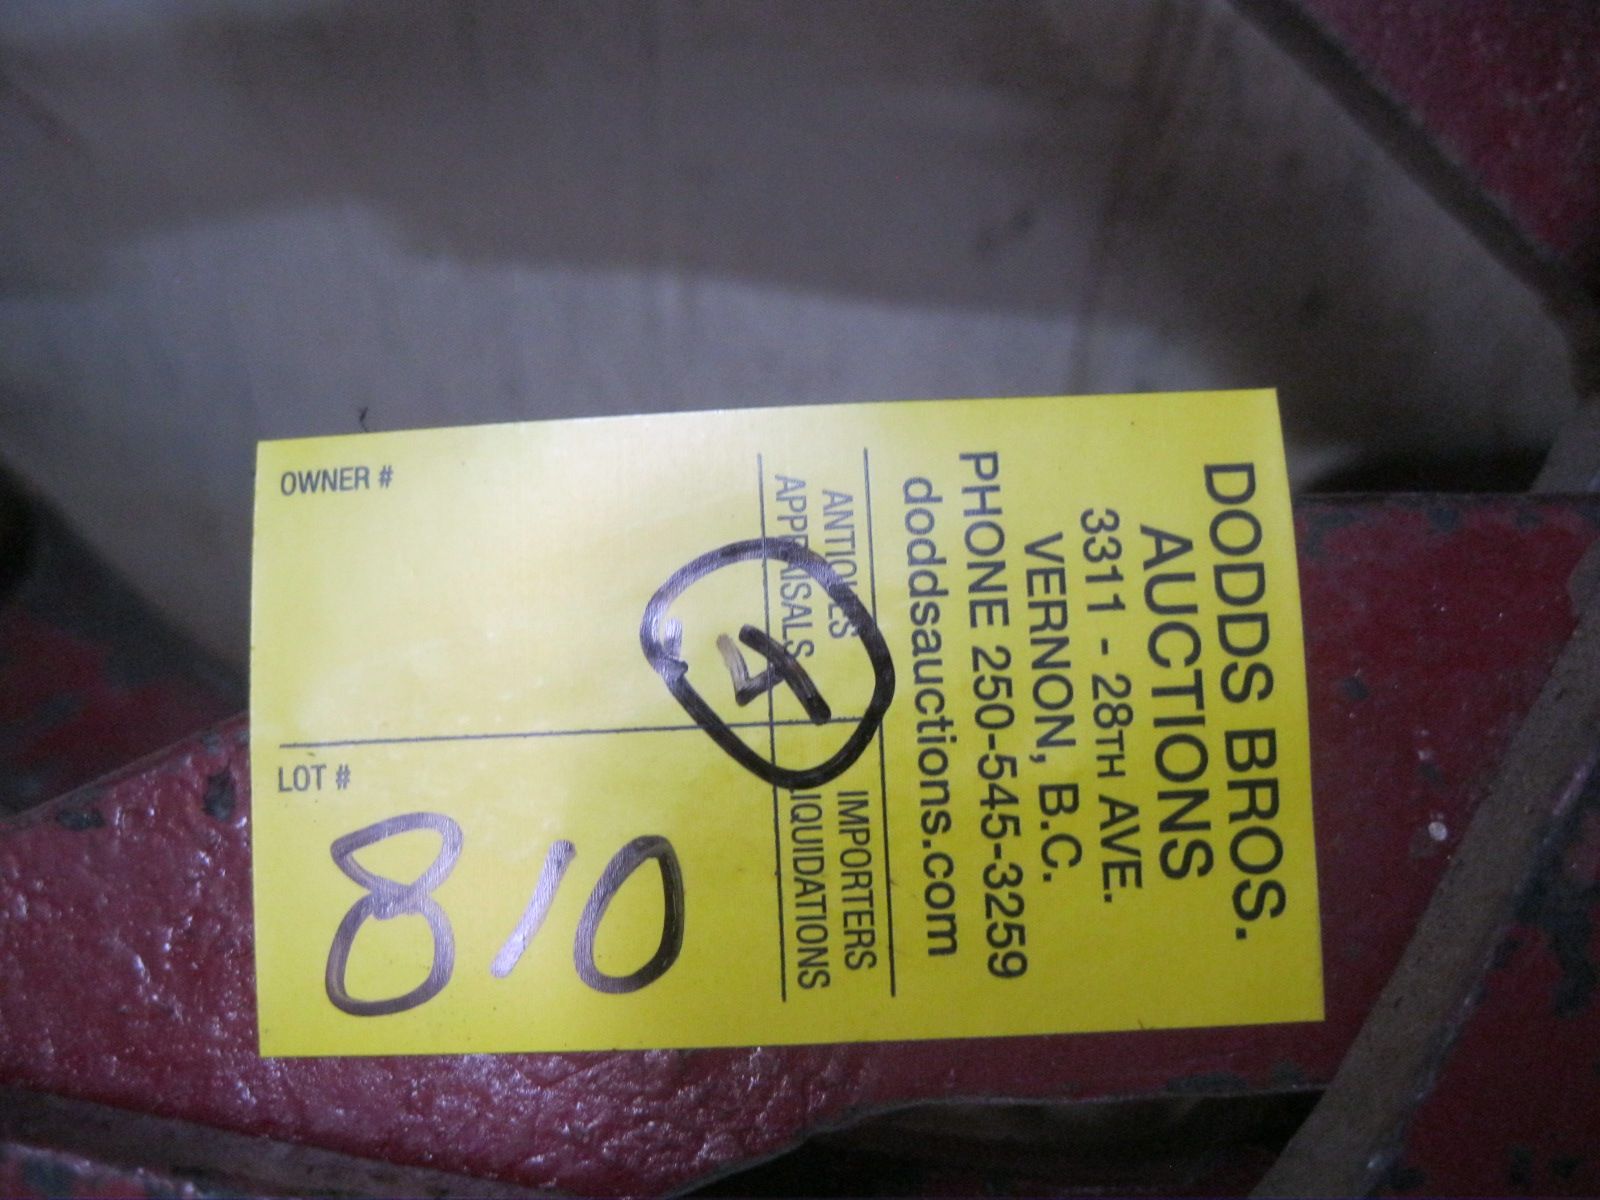 DODDS BROS.
AUCTIONS
3311 - 28TH AVE.
VERNON, B.C.
PHONE 250-545-3259
doddsauctions.com
ANTIQUES IMPORTERS
APPRAISALS LIQUIDATIONS
4
OWNER #
LOT #
810